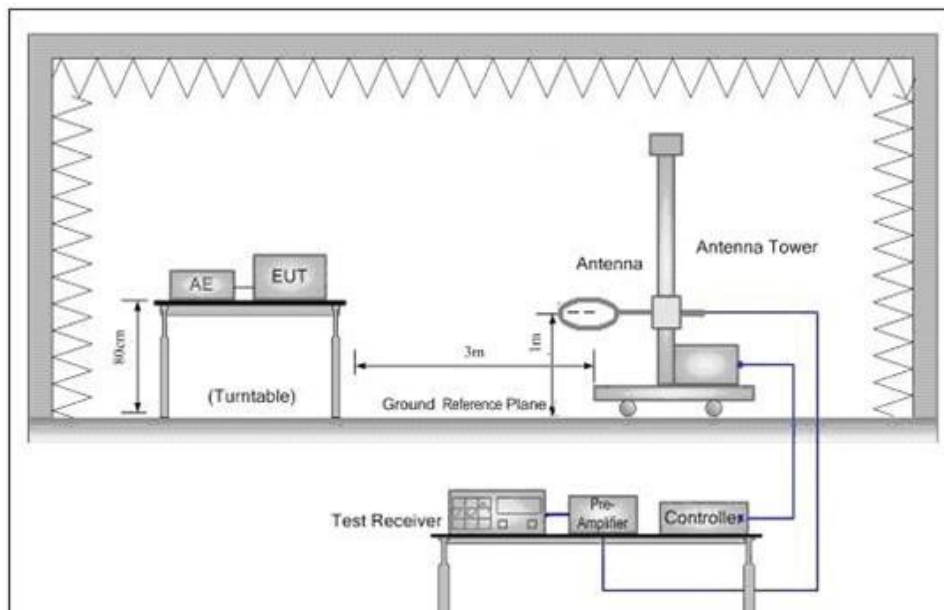 Antenna Tower
Antenna
AE
EUT
80cm
1m
3m
(Turntable)
Ground Reference Plane
Test Receiver
Pre-
Amplifier
Controller